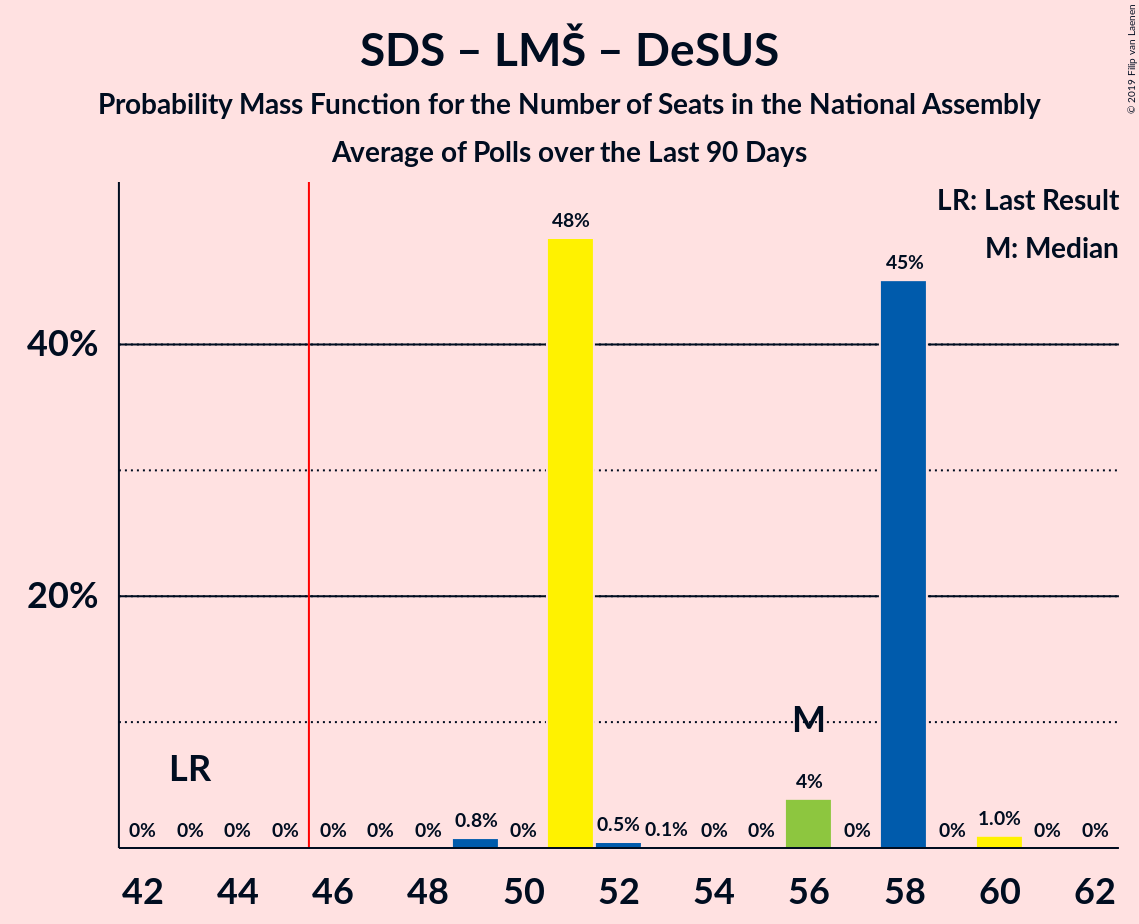 SDS – LMŠ – DeSUS
Probability Mass Function for the Number of Seats in the National Assembly
Average of Polls over the Last 90 Days
© 2019 Filip van Laenen
LR: Last Result
M: Median
48%
45%
40%
20%
M
LR
4%
0% 0% 0% 0% 0% 0% 0% 0.8% 0% 0.5% 0.1% 0% 0% 0% 0% 1.0% 0% 0%
42 44 46 48 50 52 54 56 58 60 62